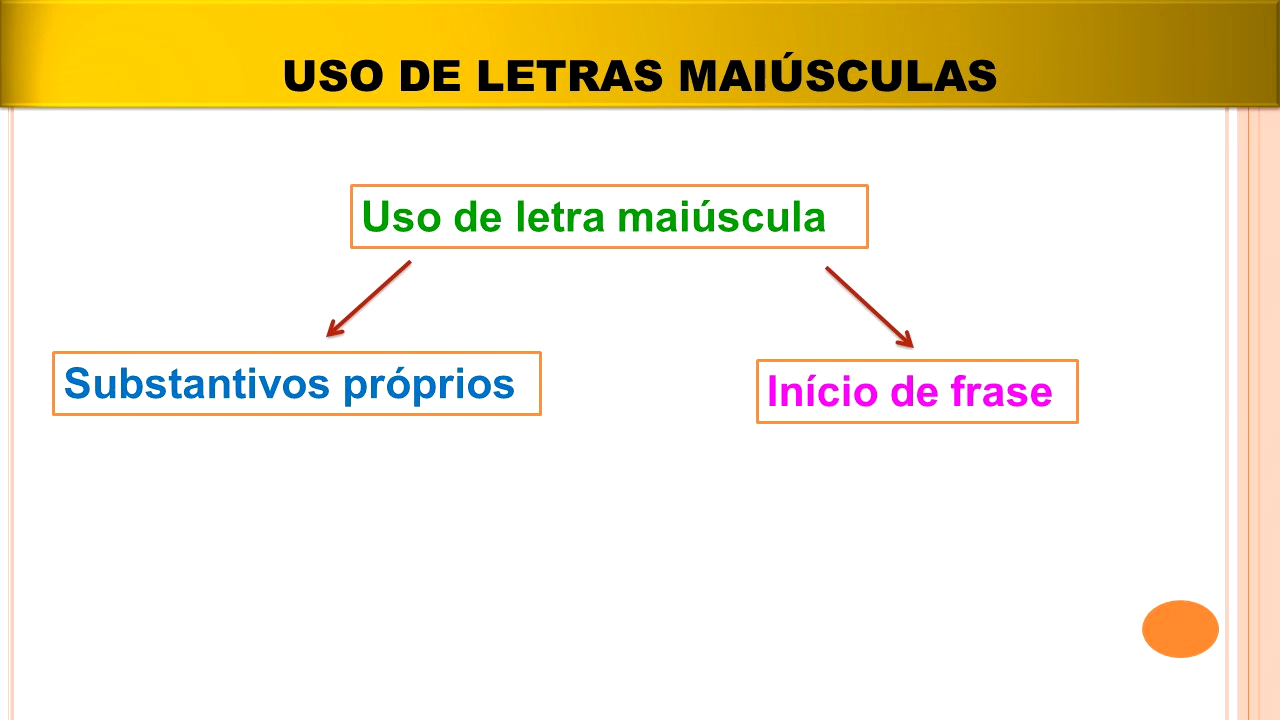 USO DE LETRAS MAIÚSCULAS
Uso de letra maiúscula
Substantivos próprios
Início de frase